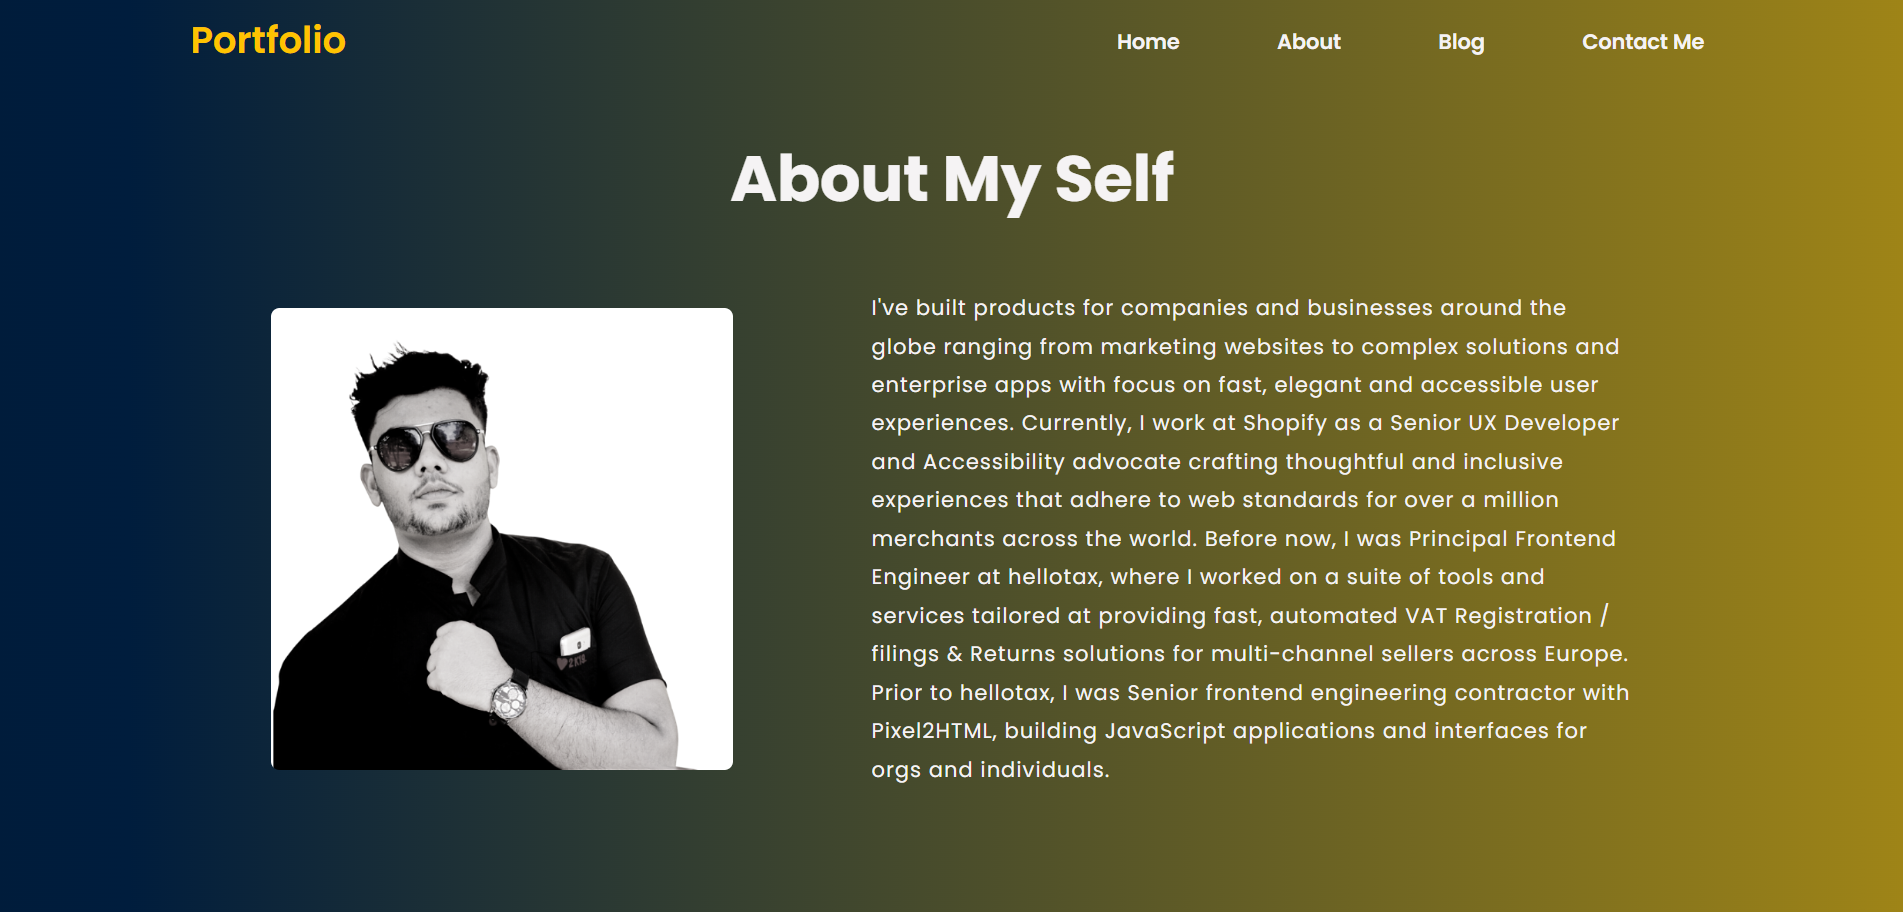 Portfolio
Home
About
Blog
Contact Me
About My Self
I've built products for companies and businesses around the
globe ranging from marketing websites to complex solutions and
enterprise apps with focus on fast, elegant and accessible user
experiences. Currently, I work at Shopify as a Senior UX Developer
and Accessibility advocate crafting thoughtful and inclusive
experiences that adhere to web standards for over a million
merchants across the world. Before now, I was Principal Frontend
Engineer at hellotax, where I worked on a suite of tools and
services tailored at providing fast, automated VAT Registration /
filings & Returns solutions for multi-channel sellers across Europe.
Prior to hellotax, I was Senior frontend engineering contractor with
Pixel2HTML, building JavaScript applications and interfaces for
orgs and individuals.